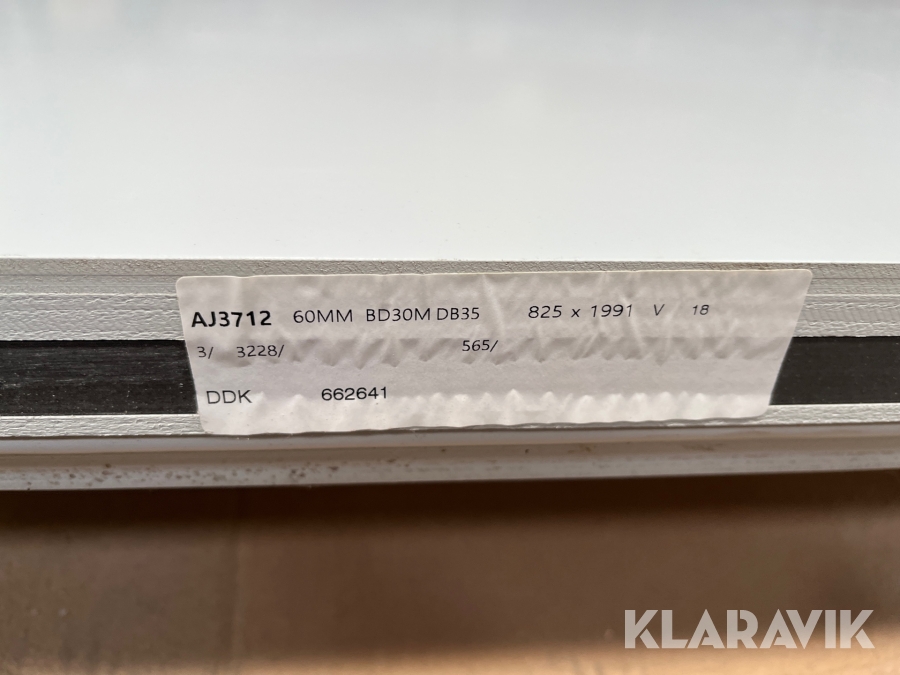 AJ3712 60MM BD30M DB35 825 x 1991 V 18
3/ 3228/ 565/
DDK 662641
KLARAVIK